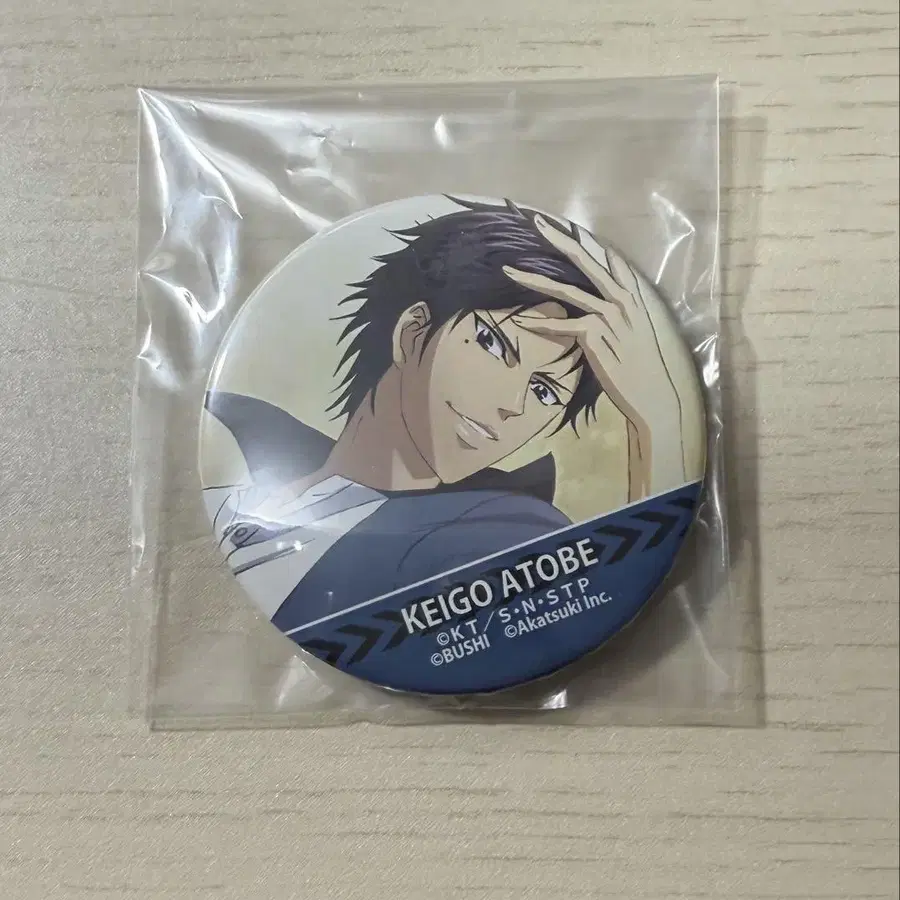 KEIGO ATOBE
©KT/S・N・STP
©BUSHI ©Akatsuki Inc.